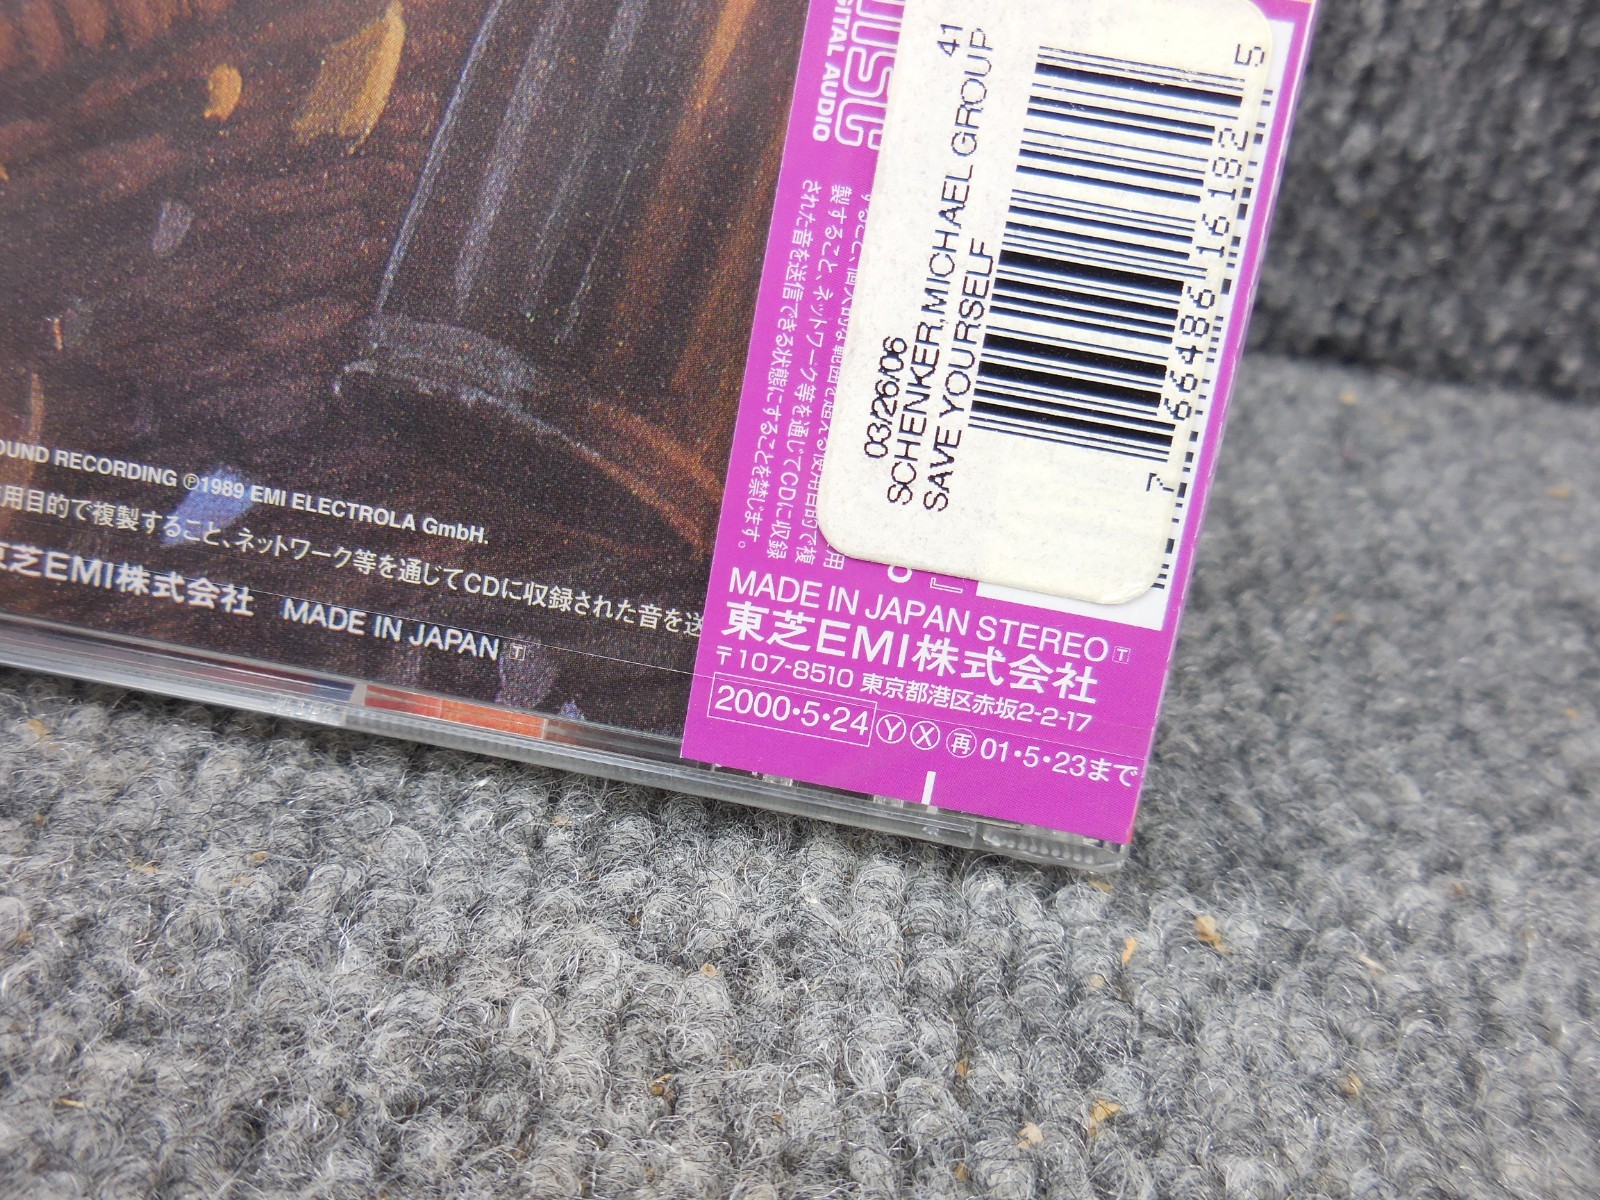 SOUND RECORDING ℗1989 EMI ELECTROLA GmbH.
用目的で複製すること、ネットワーク等を通じてCDに収録された音を送
東芝EMI株式会社 MADE IN JAPAN Ⓣ
DIGITAL AUDIO
製すること、ネットワーク等を通じてCDに収録
された音を送信できる状態にすることを禁じます。
03/26/06 41
SCHENKER,MICHAEL GROUP
SAVE YOURSELF
7 66486 16182 5
MADE IN JAPAN STEREO Ⓣ
東芝EMI株式会社
〒107-8510 東京都港区赤坂2-2-17
2000・5・24 Ⓨ Ⓧ ㊢ 01・5・23まで